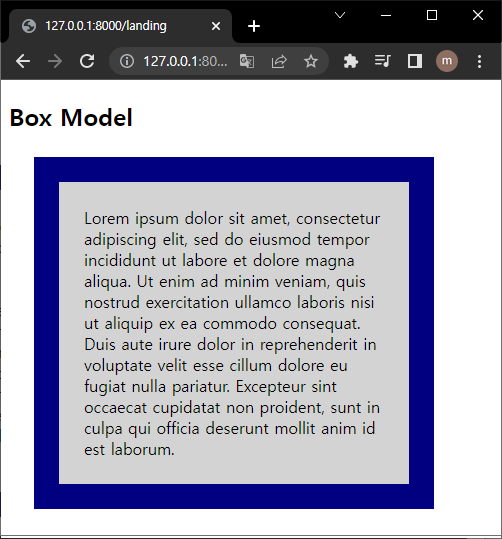 127.0.0.1:8000/landing
127.0.0.1:80...
m
Box Model
Lorem ipsum dolor sit amet, consectetur
adipiscing elit, sed do eiusmod tempor
incididunt ut labore et dolore magna
aliqua. Ut enim ad minim veniam, quis
nostrud exercitation ullamco laboris nisi
ut aliquip ex ea commodo consequat.
Duis aute irure dolor in reprehenderit in
voluptate velit esse cillum dolore eu
fugiat nulla pariatur. Excepteur sint
occaecat cupidatat non proident, sunt in
culpa qui officia deserunt mollit anim id
est laborum.